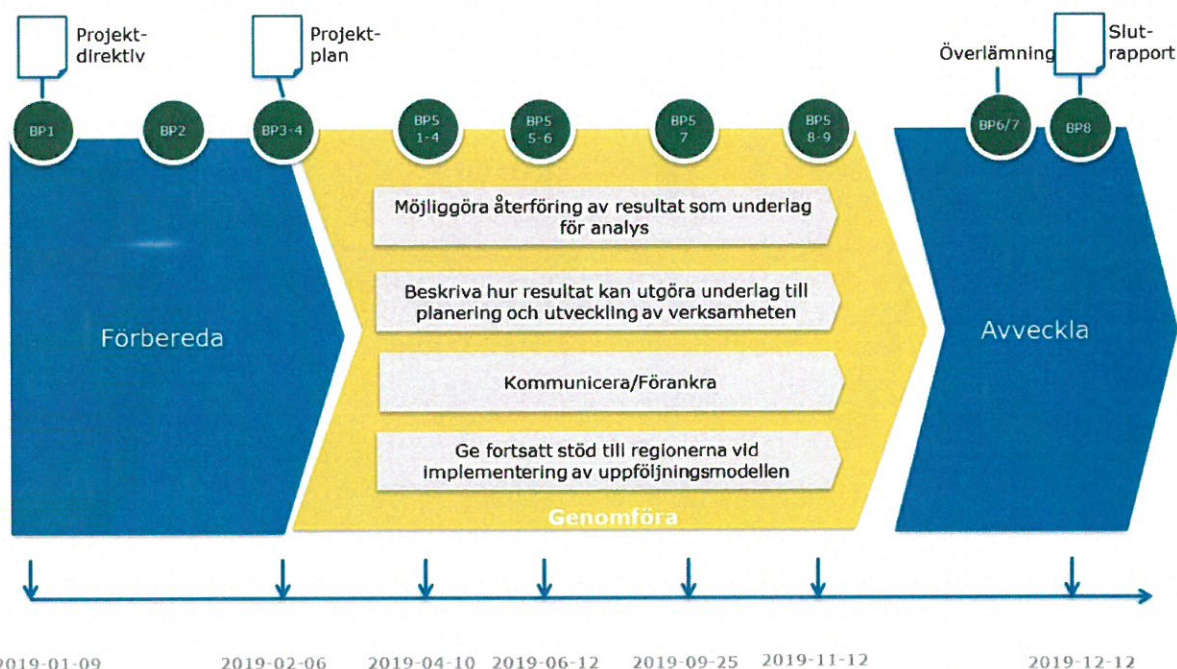 Projekt-
direktiv
Projekt-
plan
Överlämning
Slut-
rapport
BP1
BP2
BP3-4
BP5
1-4
BP5
5-6
BP5
7
BP5
8-9
BP6/7
BP8
Möjliggöra återföring av resultat som underlag
för analys
Beskriva hur resultat kan utgöra underlag till
planering och utveckling av verksamheten
Förbereda
Avveckla
Kommunicera/Förankra
Ge fortsatt stöd till regionerna vid
implementering av uppföljningsmodellen
Genomföra
2019-01-09
2019-02-06
2019-04-10
2019-06-12
2019-09-25
2019-11-12
2019-12-12